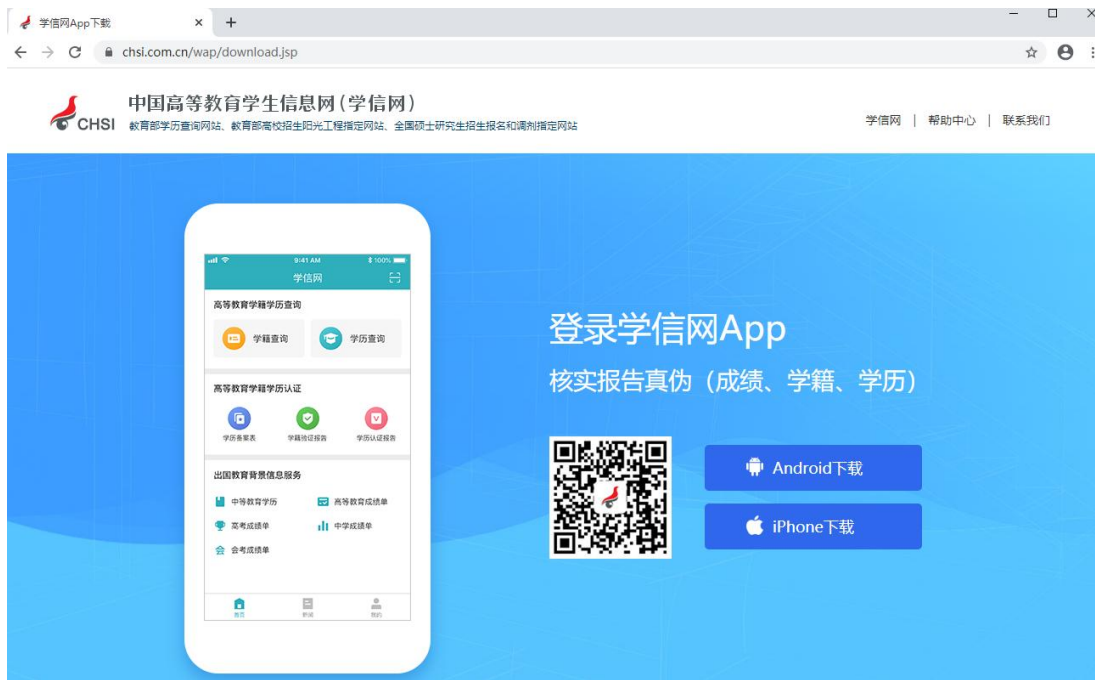 学信网App下载
chsi.com.cn/wap/download.jsp
CHSI
中国高等教育学生信息网(学信网)
教育部学历查询网站、教育部高校招生阳光工程指定网站、全国硕士研究生招生报名和调剂指定网站
学信网 | 帮助中心 | 联系我们
9:41 AM
100%
学信网
高等教育学籍学历查询
学籍查询
学历查询
高等教育学籍学历认证
学历备案表
学籍验证报告
学历认证报告
出国教育背景信息服务
中等教育学历
高等教育成绩单
高考成绩单
中学成绩单
会考成绩单
首页
新闻
我的
登录学信网App
核实报告真伪（成绩、学籍、学历）
Android下载
iPhone下载